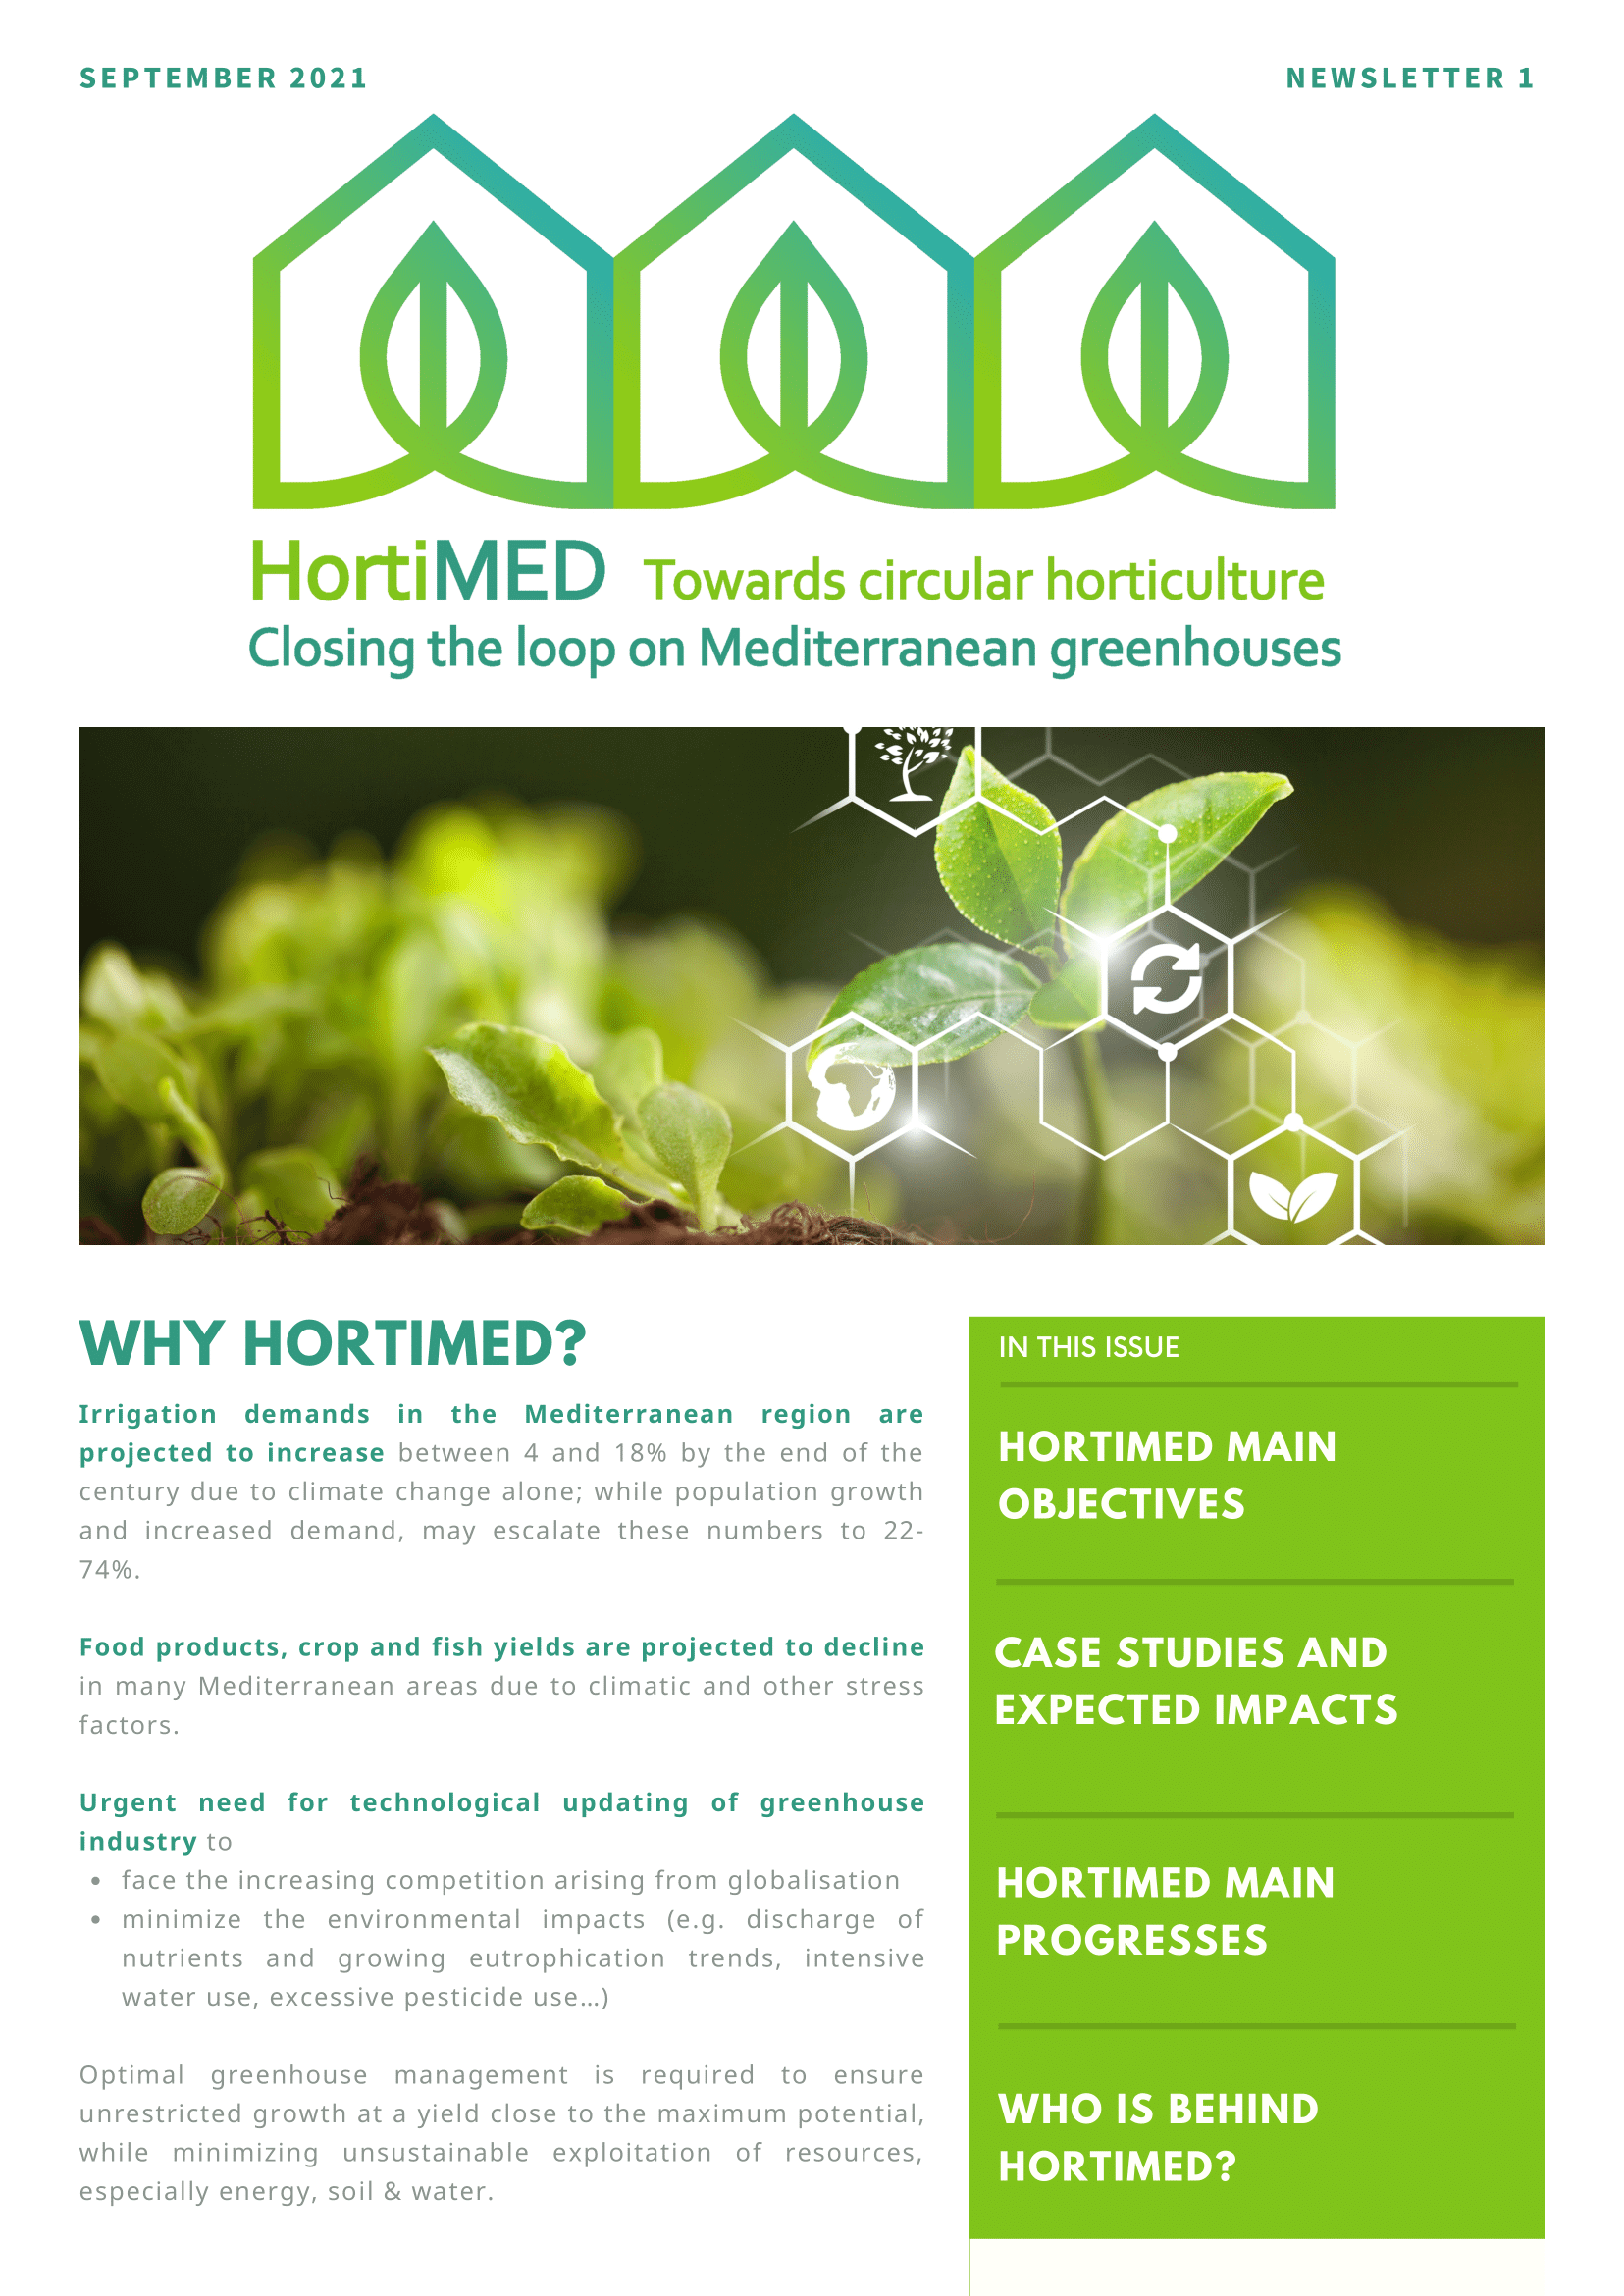 SEPTEMBER 2021
NEWSLETTER 1
HortiMED Towards circular horticulture
Closing the loop on Mediterranean greenhouses
WHY HORTIMED?
Irrigation demands in the Mediterranean region are
projected to increase between 4 and 18% by the end of the
century due to climate change alone; while population growth
and increased demand, may escalate these numbers to 22-
74%.
Food products, crop and fish yields are projected to decline
in many Mediterranean areas due to climatic and other stress
factors.
Urgent need for technological updating of greenhouse
industry to
• face the increasing competition arising from globalisation
• minimize the environmental impacts (e.g. discharge of
nutrients and growing eutrophication trends, intensive
water use, excessive pesticide use...)
Optimal greenhouse management is required to ensure
unrestricted growth at a yield close to the maximum potential,
while minimizing unsustainable exploitation of resources,
especially energy, soil & water.
IN THIS ISSUE
HORTIMED MAIN
OBJECTIVES
CASE STUDIES AND
EXPECTED IMPACTS
HORTIMED MAIN
PROGRESSES
WHO IS BEHIND
HORTIMED?